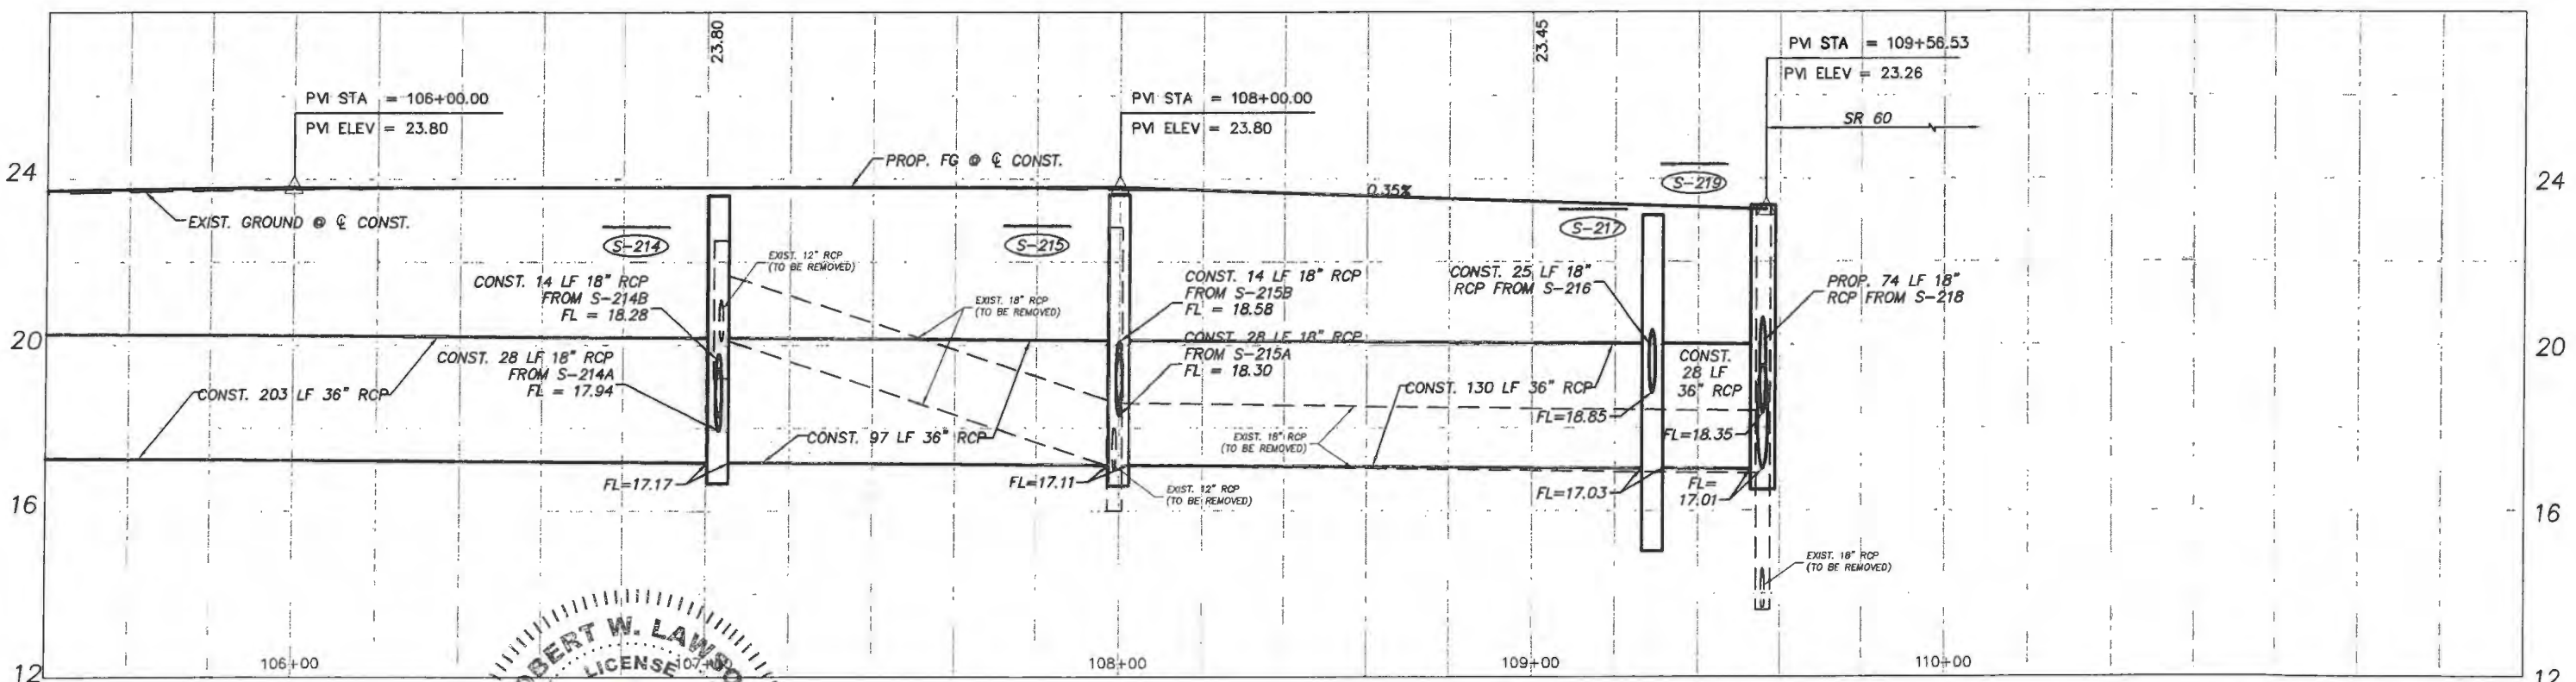 23.80
23.45
PVI STA = 109+56.53
PVI ELEV = 23.26
SR 60
PVI STA = 106+00.00
PVI ELEV = 23.80
PVI STA = 108+00.00
PVI ELEV = 23.80
24
PROP. FG @ ℄ CONST.
0.35%
S-219
24
EXIST. GROUND @ ℄ CONST.
S-214
S-215
S-217
EXIST. 12" RCP
(TO BE REMOVED)
CONST. 14 LF 18" RCP
FROM S-214B
FL = 18.28
EXIST. 18" RCP
(TO BE REMOVED)
CONST. 14 LF 18" RCP
FROM S-215B
FL = 18.58
CONST. 25 LF 18"
RCP FROM S-216
PROP. 74 LF 18"
RCP FROM S-218
20
CONST. 28 LF 18" RCP
FROM S-214A
FL = 17.94
CONST. 28 LF 18" RCP
FROM S-215A
FL = 18.30
CONST.
28 LF
36" RCP
20
CONST. 203 LF 36" RCP
CONST. 130 LF 36" RCP
FL=18.85
FL=18.35
CONST. 97 LF 36" RCP
EXIST. 18" RCP
(TO BE REMOVED)
FL=17.17
FL=17.11
EXIST. 12" RCP
(TO BE REMOVED)
FL=17.03
FL=
17.01
16
16
EXIST. 18" RCP
(TO BE REMOVED)
ROBERT W. LAWSON
LICENSE
12
106+00
107+00
108+00
109+00
110+00
12